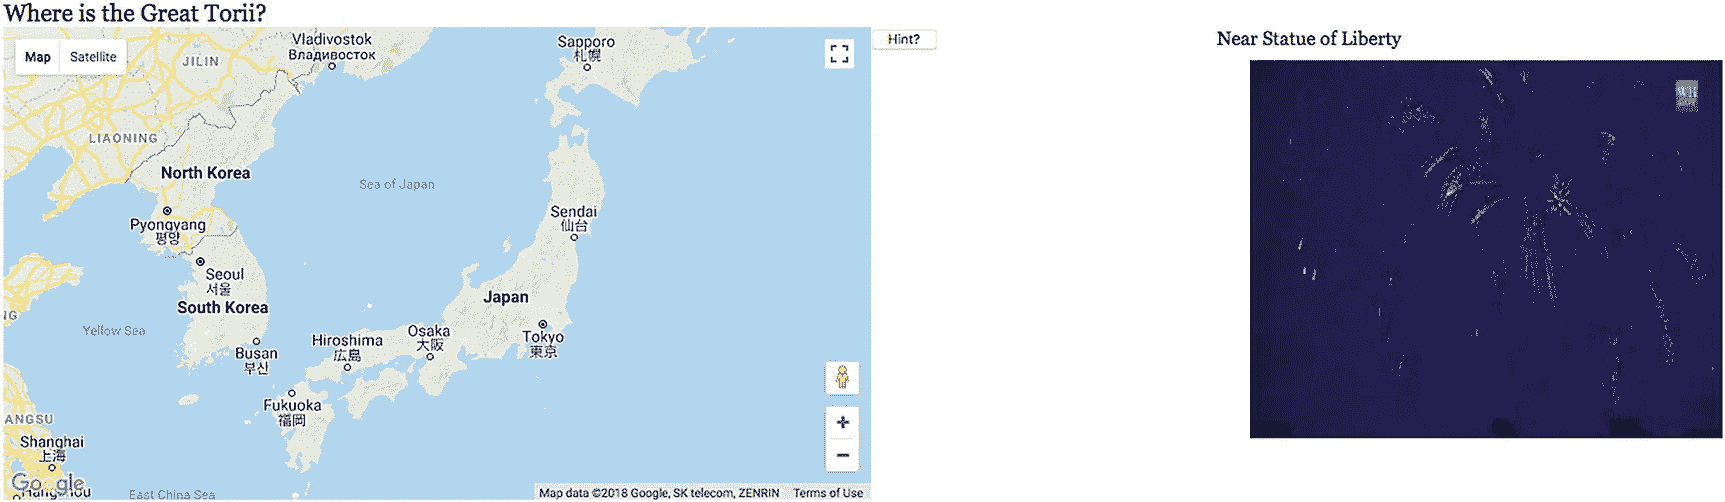 Where is the Great Torii?
Map
Satellite
Hint?
Near Statue of Liberty
Vladivostok
Владивосток
Sapporo
札幌
JILIN
LIAONING
North Korea
Sea of Japan
Pyongyang
평양
Sendai
仙台
Seoul
서울
South Korea
Japan
Yellow Sea
Busan
부산
Hiroshima
広島
Osaka
大阪
Tokyo
東京
Fukuoka
福岡
ANGSU
Shanghai
上海
Google
East China Sea
Map data ©2018 Google, SK telecom, ZENRIN
Terms of Use